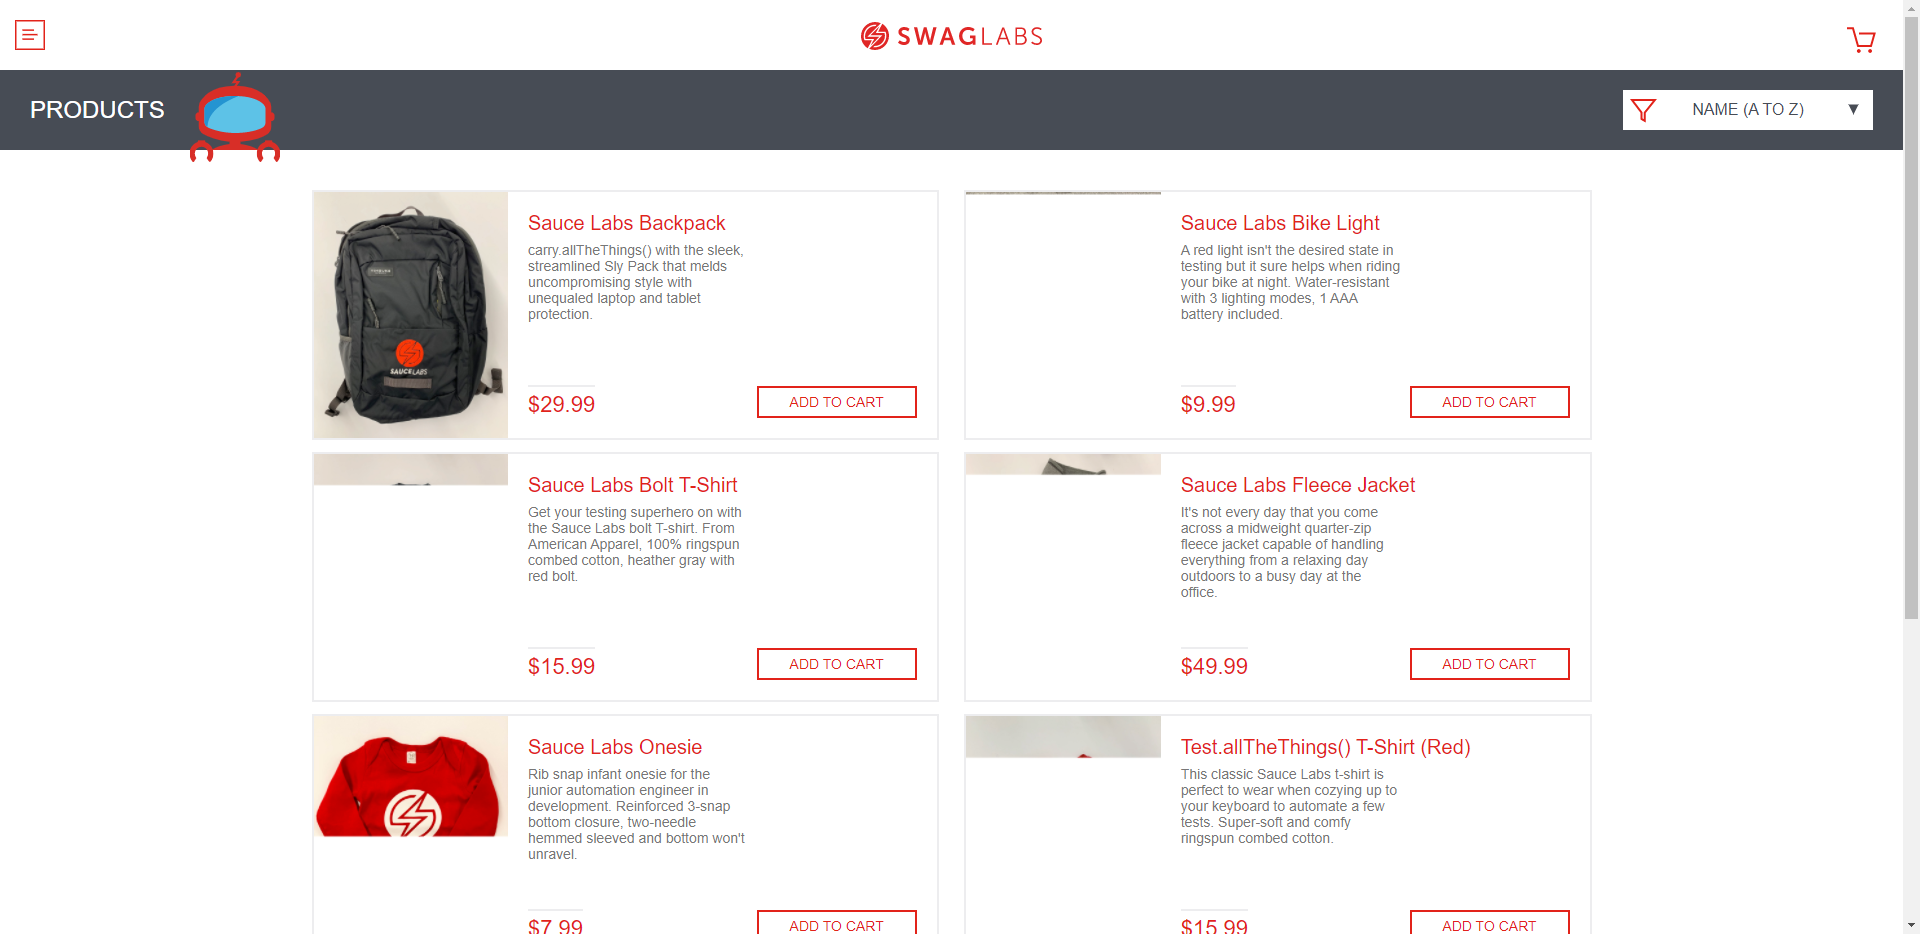 SWAGLABS
PRODUCTS
NAME (A TO Z)
Sauce Labs Backpack
carry.allTheThings() with the sleek,
streamlined Sly Pack that melds
uncompromising style with
unequaled laptop and tablet
protection.
SAUCELABS
$29.99
ADD TO CART
Sauce Labs Bike Light
A red light isn't the desired state in
testing but it sure helps when riding
your bike at night. Water-resistant
with 3 lighting modes, 1 AAA
battery included.
$9.99
ADD TO CART
Sauce Labs Bolt T-Shirt
Get your testing superhero on with
the Sauce Labs bolt T-shirt. From
American Apparel, 100% ringspun
combed cotton, heather gray with
red bolt.
$15.99
ADD TO CART
Sauce Labs Fleece Jacket
It's not every day that you come
across a midweight quarter-zip
fleece jacket capable of handling
everything from a relaxing day
outdoors to a busy day at the
office.
$49.99
ADD TO CART
Sauce Labs Onesie
Rib snap infant onesie for the
junior automation engineer in
development. Reinforced 3-snap
bottom closure, two-needle
hemmed sleeved and bottom won't
unravel.
$7.99
ADD TO CART
Test.allTheThings() T-Shirt (Red)
This classic Sauce Labs t-shirt is
perfect to wear when cozying up to
your keyboard to automate a few
tests. Super-soft and comfy
ringspun combed cotton.
$15.99
ADD TO CART